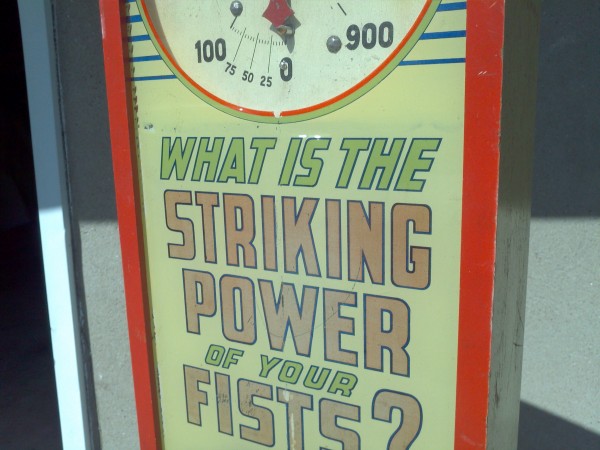 100 900
75 50 25 0
WHAT IS THE
STRIKING
POWER
OF YOUR
FISTS?